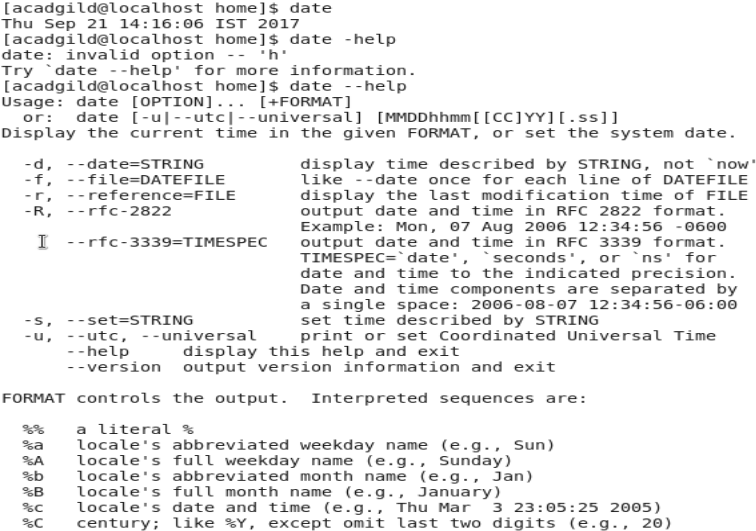 [acadgild@localhost home]$ date
Thu Sep 21 14:16:06 IST 2017
[acadgild@localhost home]$ date -help
date: invalid option -- 'h'
Try `date --help' for more information.
[acadgild@localhost home]$ date --help
Usage: date [OPTION]... [+FORMAT]
  or:  date [-u|--utc|--universal] [MMDDhhmm[[CC]YY][.ss]]
Display the current time in the given FORMAT, or set the system date.

  -d, --date=STRING         display time described by STRING, not `now'
  -f, --file=DATEFILE       like --date once for each line of DATEFILE
  -r, --reference=FILE      display the last modification time of FILE
  -R, --rfc-2822            output date and time in RFC 2822 format.
                            Example: Mon, 07 Aug 2006 12:34:56 -0600
      --rfc-3339=TIMESPEC   output date and time in RFC 3339 format.
                            TIMESPEC=`date', `seconds', or `ns' for
                            date and time to the indicated precision.
                            Date and time components are separated by
                            a single space: 2006-08-07 12:34:56-06:00
  -s, --set=STRING          set time described by STRING
  -u, --utc, --universal    print or set Coordinated Universal Time
      --help     display this help and exit
      --version  output version information and exit

FORMAT controls the output.  Interpreted sequences are:

  %%   a literal %
  %a   locale's abbreviated weekday name (e.g., Sun)
  %A   locale's full weekday name (e.g., Sunday)
  %b   locale's abbreviated month name (e.g., Jan)
  %B   locale's full month name (e.g., January)
  %c   locale's date and time (e.g., Thu Mar  3 23:05:25 2005)
  %C   century; like %Y, except omit last two digits (e.g., 20)